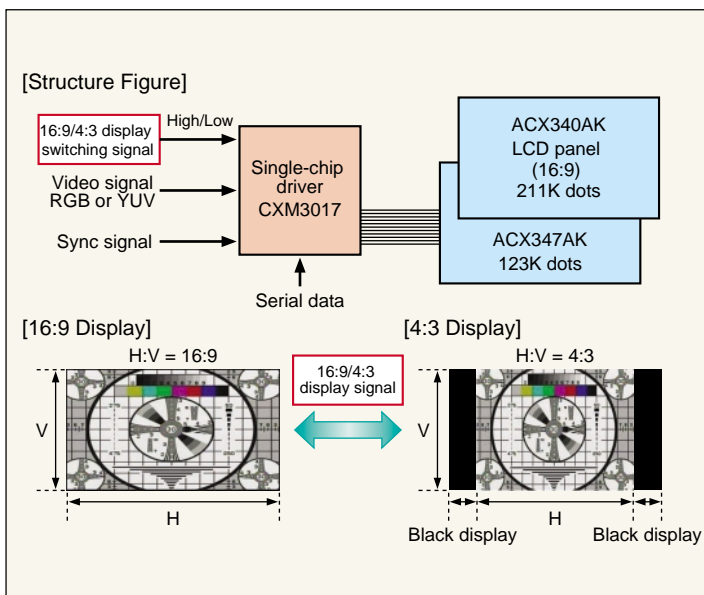 [Structure Figure]
16:9/4:3 display
switching signal
High/Low
Video signal
RGB or YUV
Sync signal
Single-chip
driver
CXM3017
Serial data
ACX340AK
LCD panel
(16:9)
211K dots
ACX347AK
123K dots
[16:9 Display]
H:V = 16:9
V
H
16:9/4:3
display signal
[4:3 Display]
H:V = 4:3
V
H
Black display
Black display